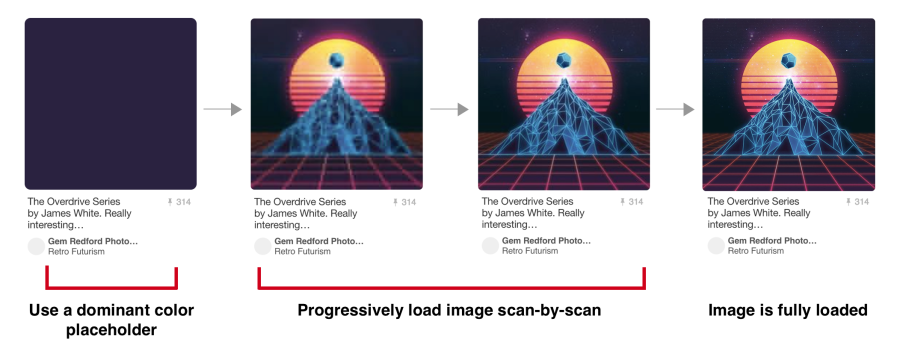 The Overdrive Series
314
by James White. Really
interesting…
Gem Redford Photo…
Retro Futurism
The Overdrive Series
314
by James White. Really
interesting…
Gem Redford Photo…
Retro Futurism
The Overdrive Series
314
by James White. Really
interesting…
Gem Redford Photo…
Retro Futurism
The Overdrive Series
314
by James White. Really
interesting…
Gem Redford Photo…
Retro Futurism
Use a dominant color
placeholder
Progressively load image scan-by-scan
Image is fully loaded